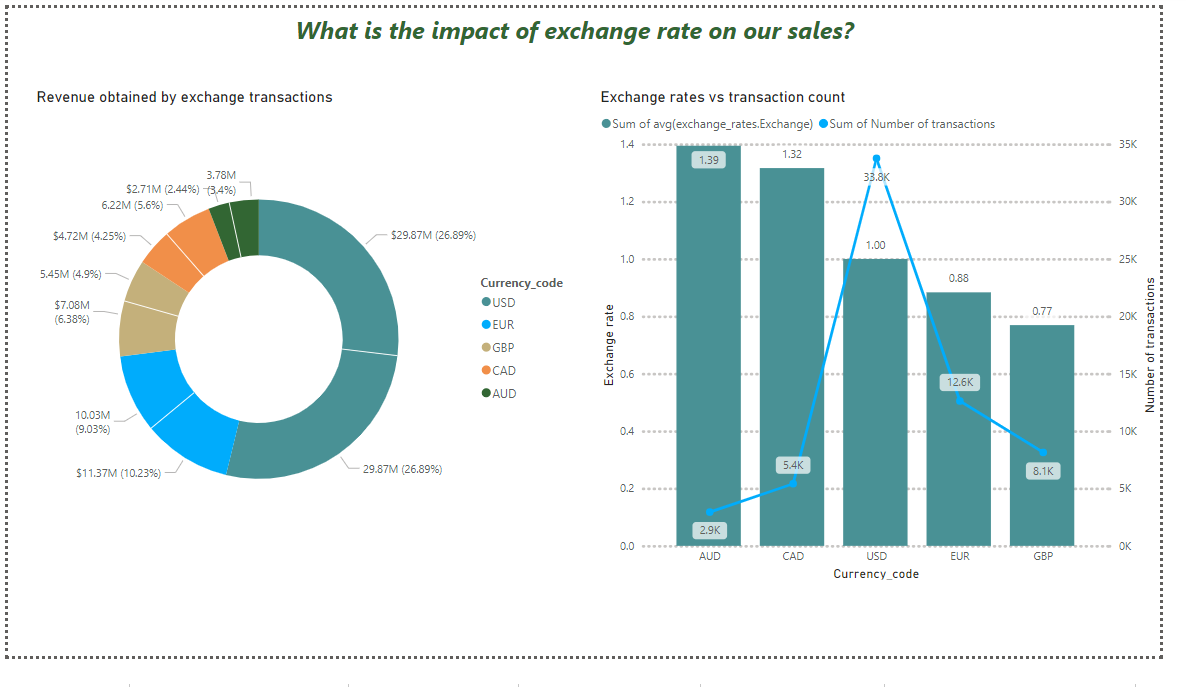 What is the impact of exchange rate on our sales?
Revenue obtained by exchange transactions
3.78M
(3.4%)
$2.71M (2.44%)
6.22M (5.6%)
$4.72M (4.25%)
5.45M (4.9%)
$7.08M
(6.38%)
10.03M
(9.03%)
$11.37M (10.23%)
$29.87M (26.89%)
29.87M (26.89%)
Currency_code
USD
EUR
GBP
CAD
AUD
Exchange rates vs transaction count
Sum of avg(exchange_rates.Exchange) Sum of Number of transactions
Exchange rate
1.4
1.2
1.0
0.8
0.6
0.4
0.2
0.0
1.39
1.32
1.00
0.88
0.77
2.9K
5.4K
33.8K
12.6K
8.1K
35K
30K
25K
20K
15K
10K
5K
0K
Number of transactions
AUD CAD USD EUR GBP
Currency_code